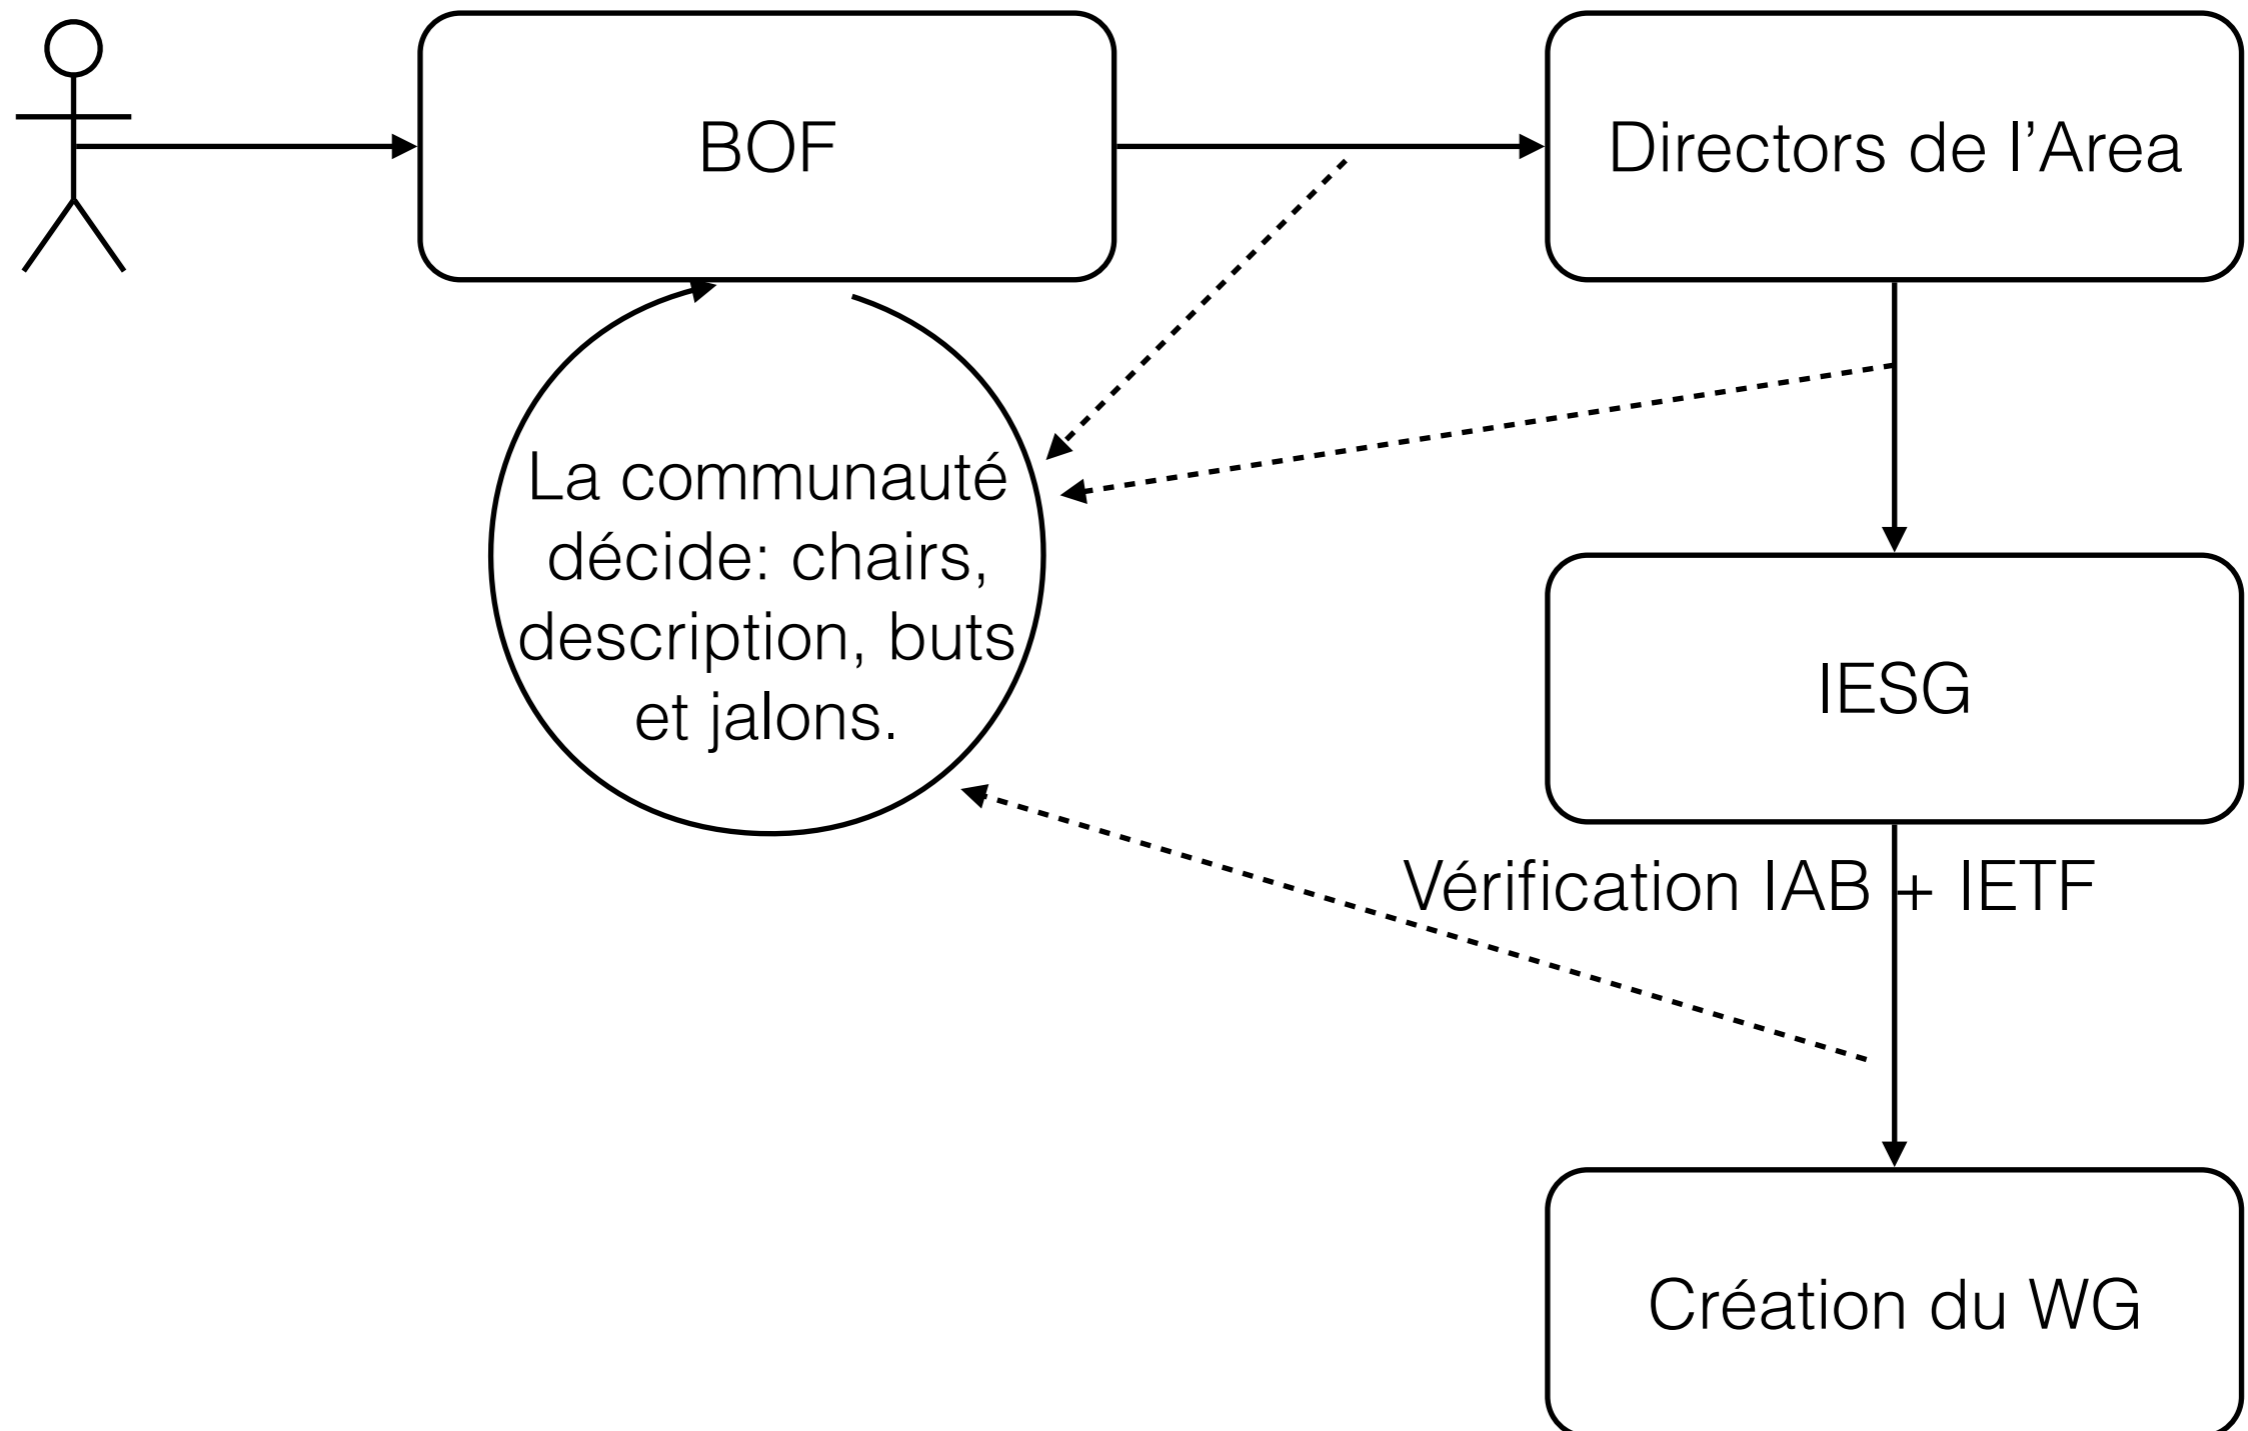 BOF
Directors de l’Area
La communauté
décide: chairs,
description, buts
et jalons.
IESG
Vérification IAB + IETF
Création du WG